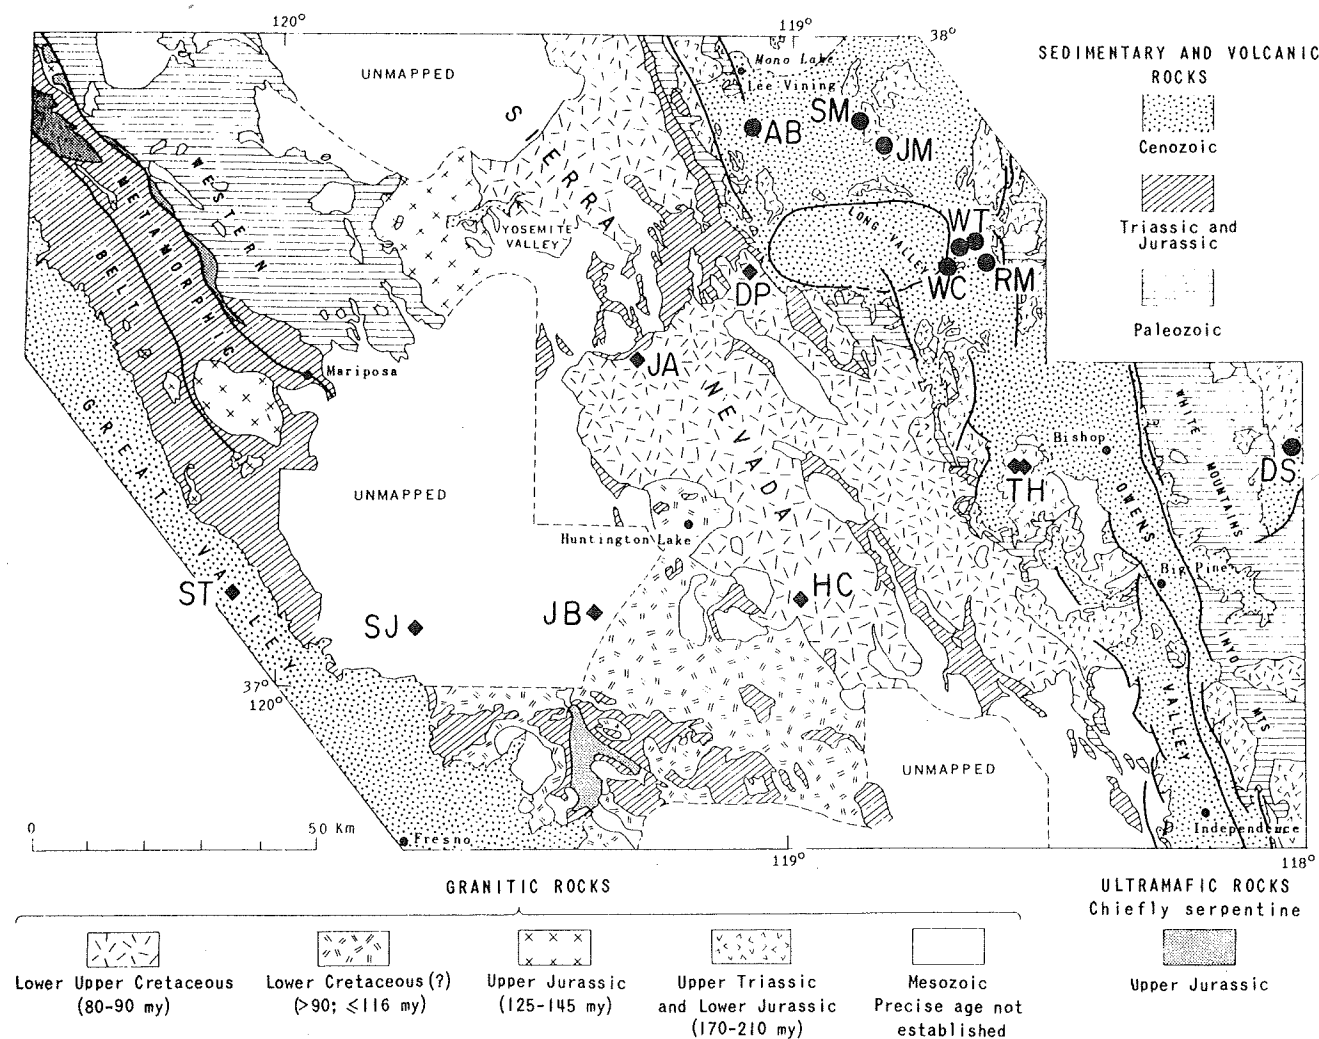 120°
119°
38°
UNMAPPED
Mono Lake
Lee Vining
SEDIMENTARY AND VOLCANIC
ROCKS
Cenozoic
Triassic and
Jurassic
Paleozoic
SIERRA
NEVADA
SM
AB
JM
WESTERN
METAMORPHIC
BELT
YOSEMITE
VALLEY
LONG VALLEY
WT
WC
RM
DP
JA
Mariposa
GREAT VALLEY
UNMAPPED
Bishop
WHITE
MOUNTAINS
DS
TH
OWENS
VALLEY
Huntington Lake
Big Pine
ST
SJ
JB
HC
INYO
MTS
37°
120°
UNMAPPED
0
50 Km
Fresno
Independence
119°
118°
GRANITIC ROCKS
Lower Upper Cretaceous
(80-90 my)
Lower Cretaceous(?)
(>90; ≤116 my)
Upper Jurassic
(125-145 my)
Upper Triassic
and Lower Jurassic
(170-210 my)
Mesozoic
Precise age not
established
ULTRAMAFIC ROCKS
Chiefly serpentine
Upper Jurassic